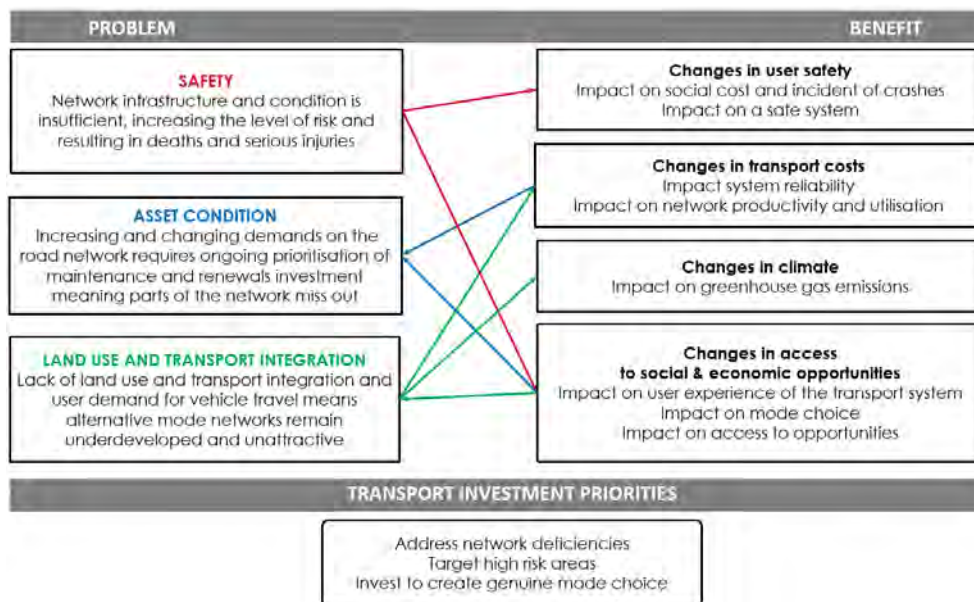 PROBLEM
BENEFIT
SAFETY
Network infrastructure and condition is
insufficient, increasing the level of risk and
resulting in deaths and serious injuries
ASSET CONDITION
Increasing and changing demands on the
road network requires ongoing prioritisation of
maintenance and renewals investment
meaning parts of the network miss out
LAND USE AND TRANSPORT INTEGRATION
Lack of land use and transport integration and
user demand for vehicle travel means
alternative mode networks remain
underdeveloped and unattractive
Changes in user safety
Impact on social cost and incident of crashes
Impact on a safe system
Changes in transport costs
Impact system reliability
Impact on network productivity and utilisation
Changes in climate
Impact on greenhouse gas emissions
Changes in access
to social & economic opportunities
Impact on user experience of the transport system
Impact on mode choice
Impact on access to opportunities
TRANSPORT INVESTMENT PRIORITIES
Address network deficiencies
Target high risk areas
Invest to create genuine mode choice